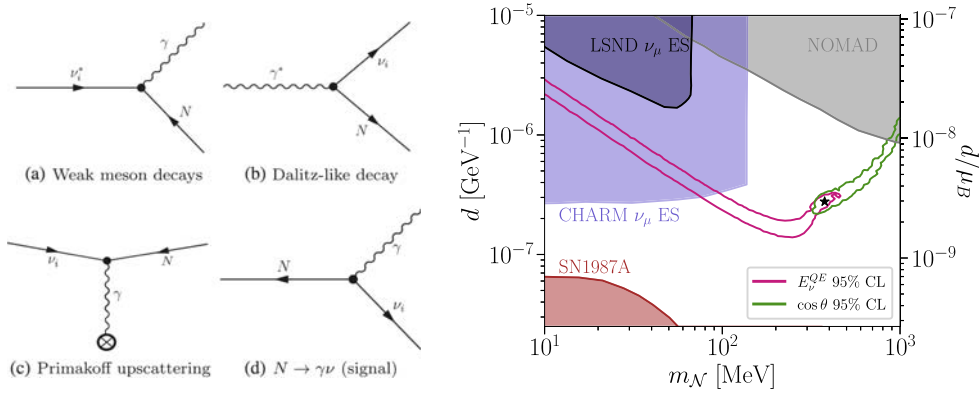 ν_i^*
γ
N
(a) Weak meson decays
γ*
ν_i
N
(b) Dalitz-like decay
ν_i
N
γ
(c) Primakoff upscattering
N
γ
ν_i
(d) N → γν (signal)
10^-5
10^-6
10^-7
d [GeV^-1]
LSND ν_μ ES
NOMAD
CHARM ν_μ ES
SN1987A
E_ν^QE 95% CL
cos θ 95% CL
10^1
10^2
10^3
m_𝒩 [MeV]
10^-7
10^-8
10^-9
d/μ_B